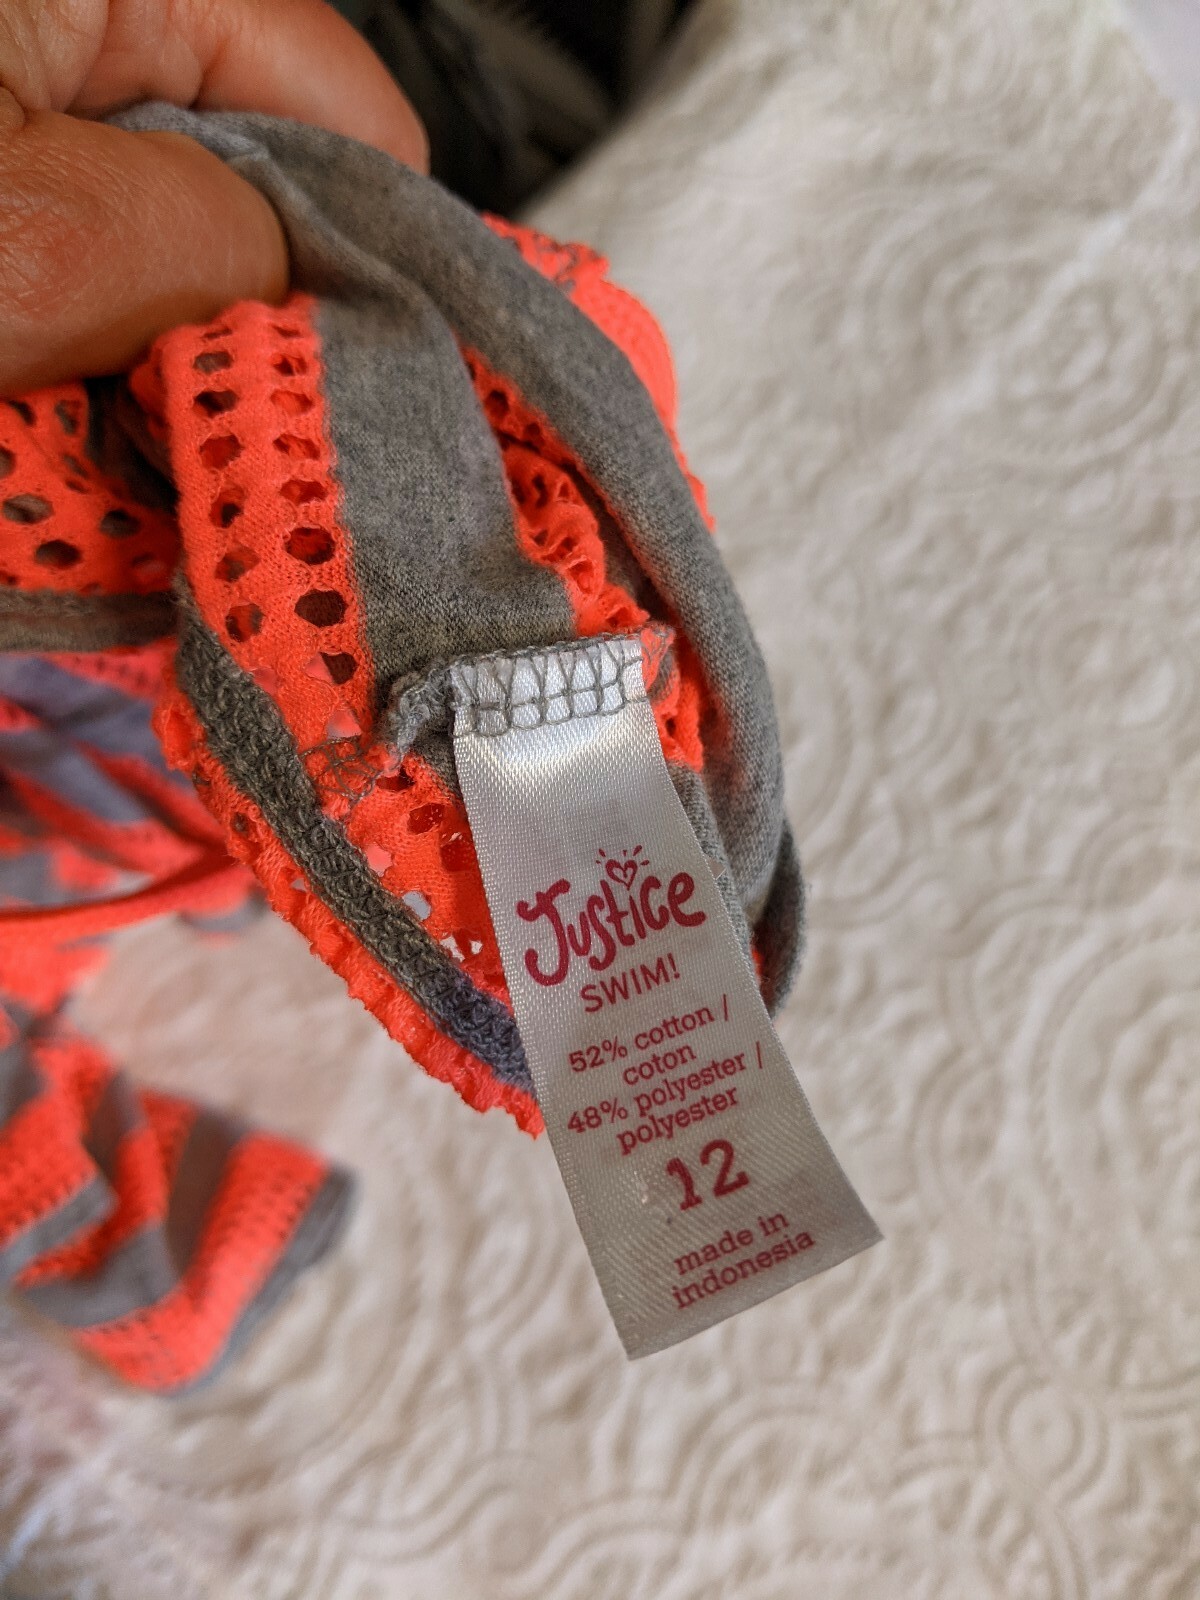 Justice
SWIM!
52% cotton /
coton
48% polyester /
polyester
12
made in
indonesia